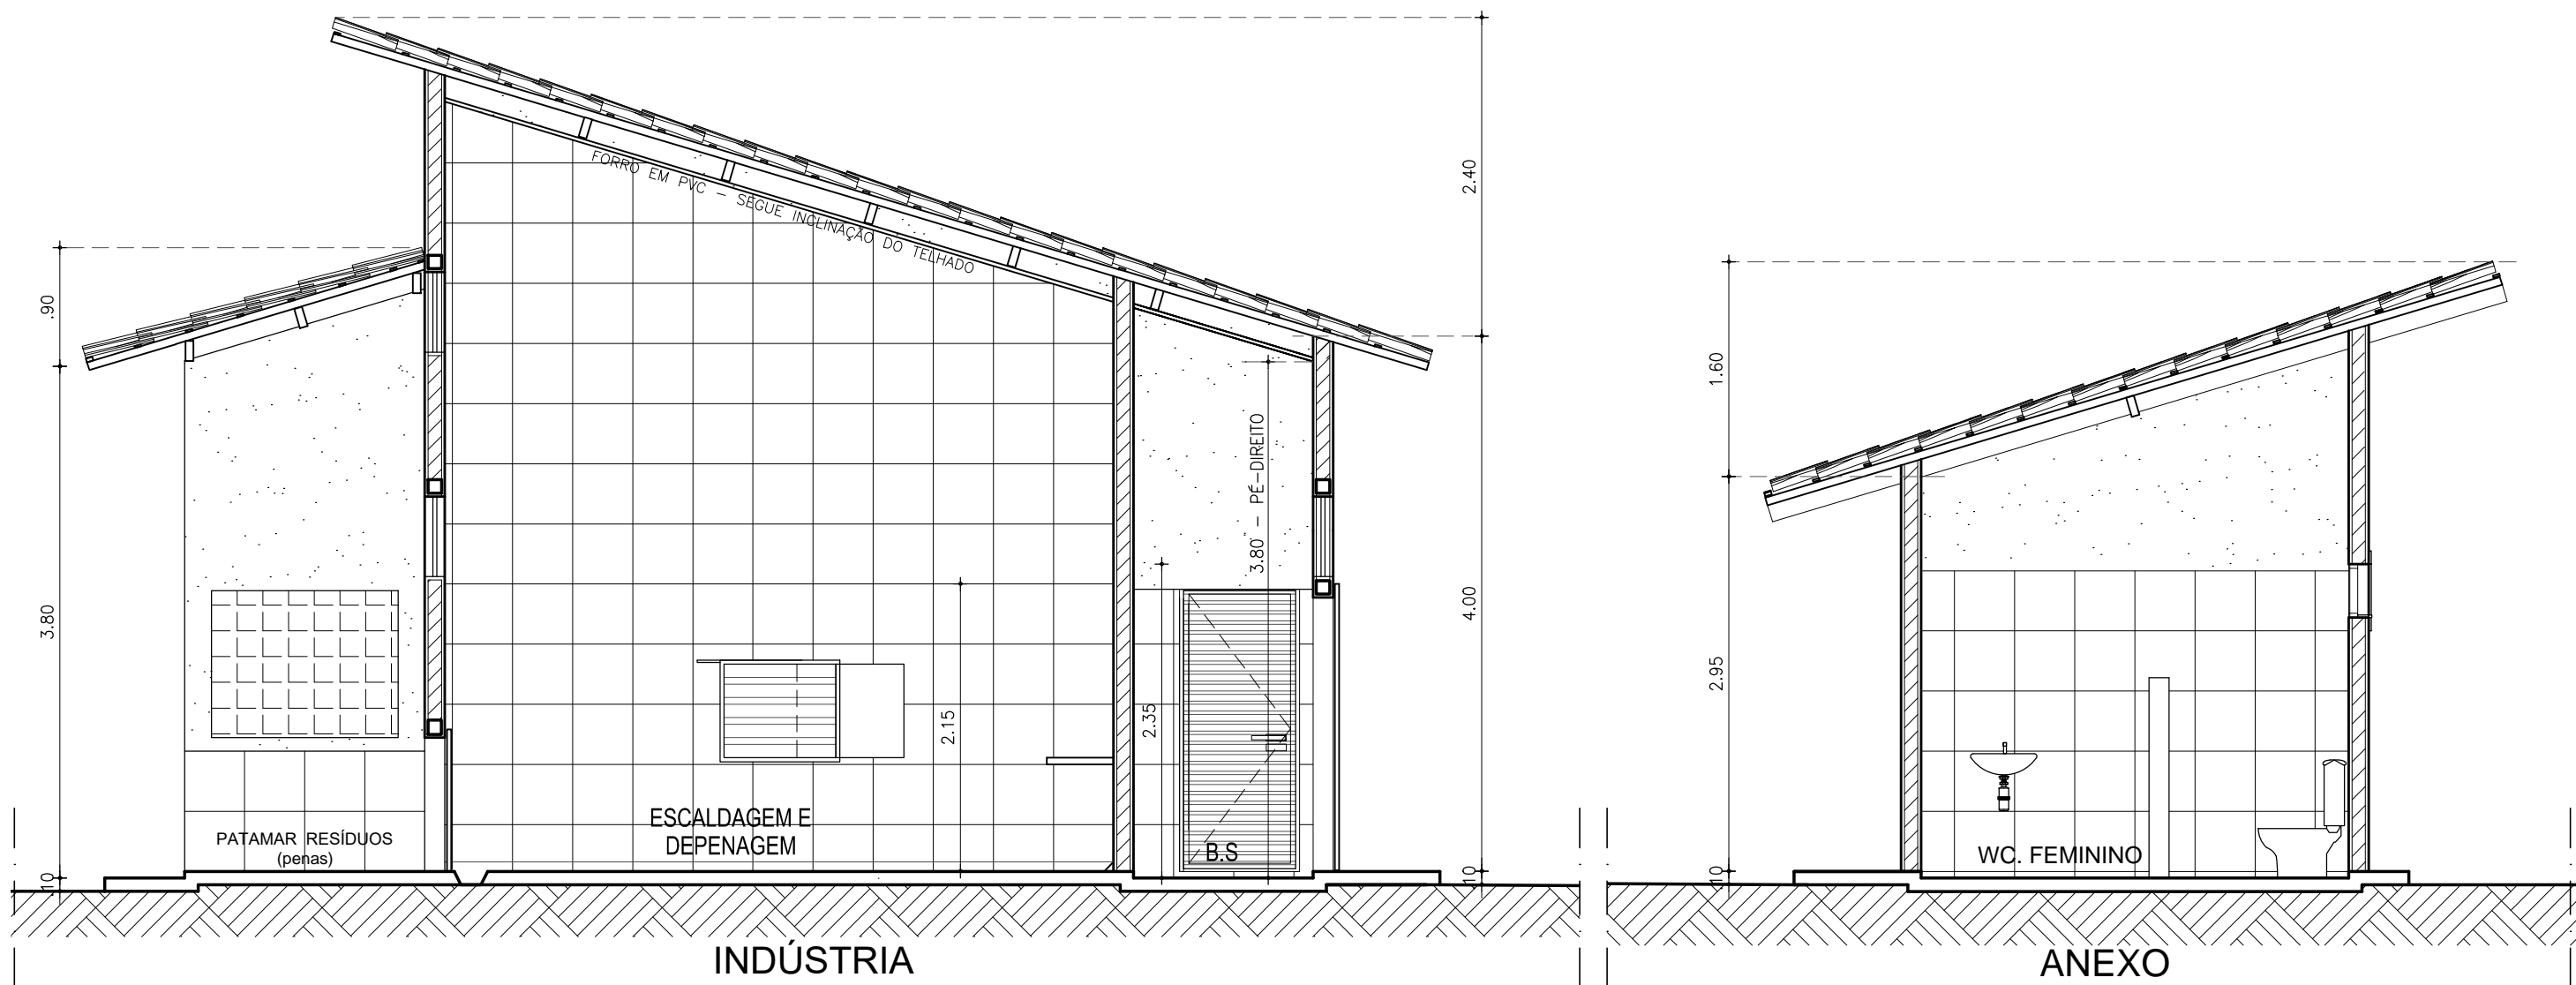 2.40
FORRO EM PVC – SEGUE INCLINAÇÃO DO TELHADO
.90
1.60
3.80 – PÉ-DIREITO
3.80
4.00
2.95
2.15
2.35
ESCALDAGEM E
DEPENAGEM
PATAMAR RESÍDUOS
(penas)
B.S
WC. FEMININO
10
10
10
INDÚSTRIA
ANEXO